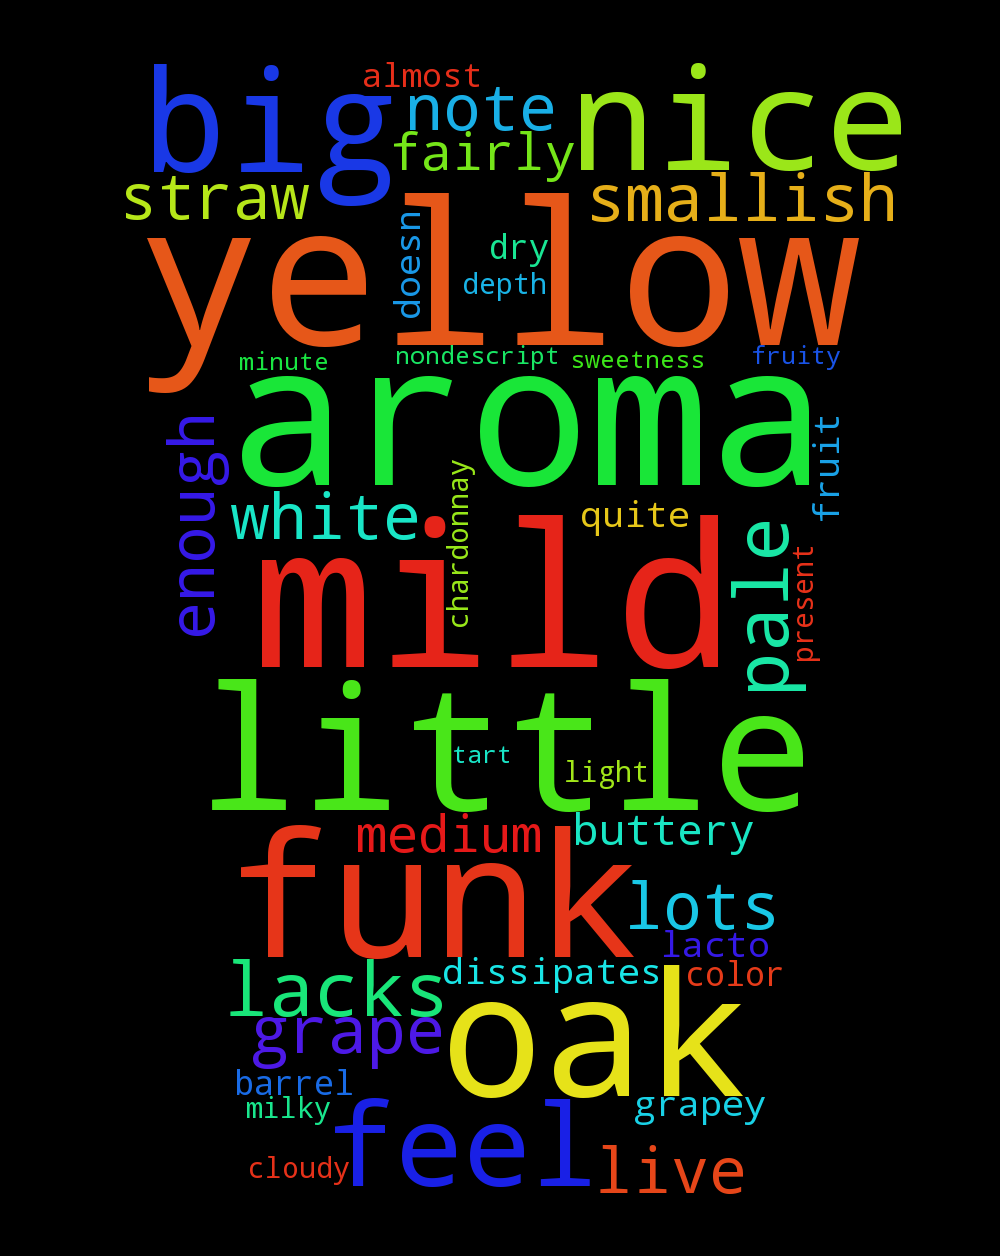 almost
big
note
nice
fairly
straw
smallish
yellow
doesn
dry
depth
minute
nondescript
sweetness
fruity
aroma
enough
fruit
white
chardonnay
quite
mild
pale
present
little
tart
light
medium
buttery
funk
lots
lacto
lacks
dissipates
color
grape
oak
barrel
milky
grapey
feel
cloudy
live